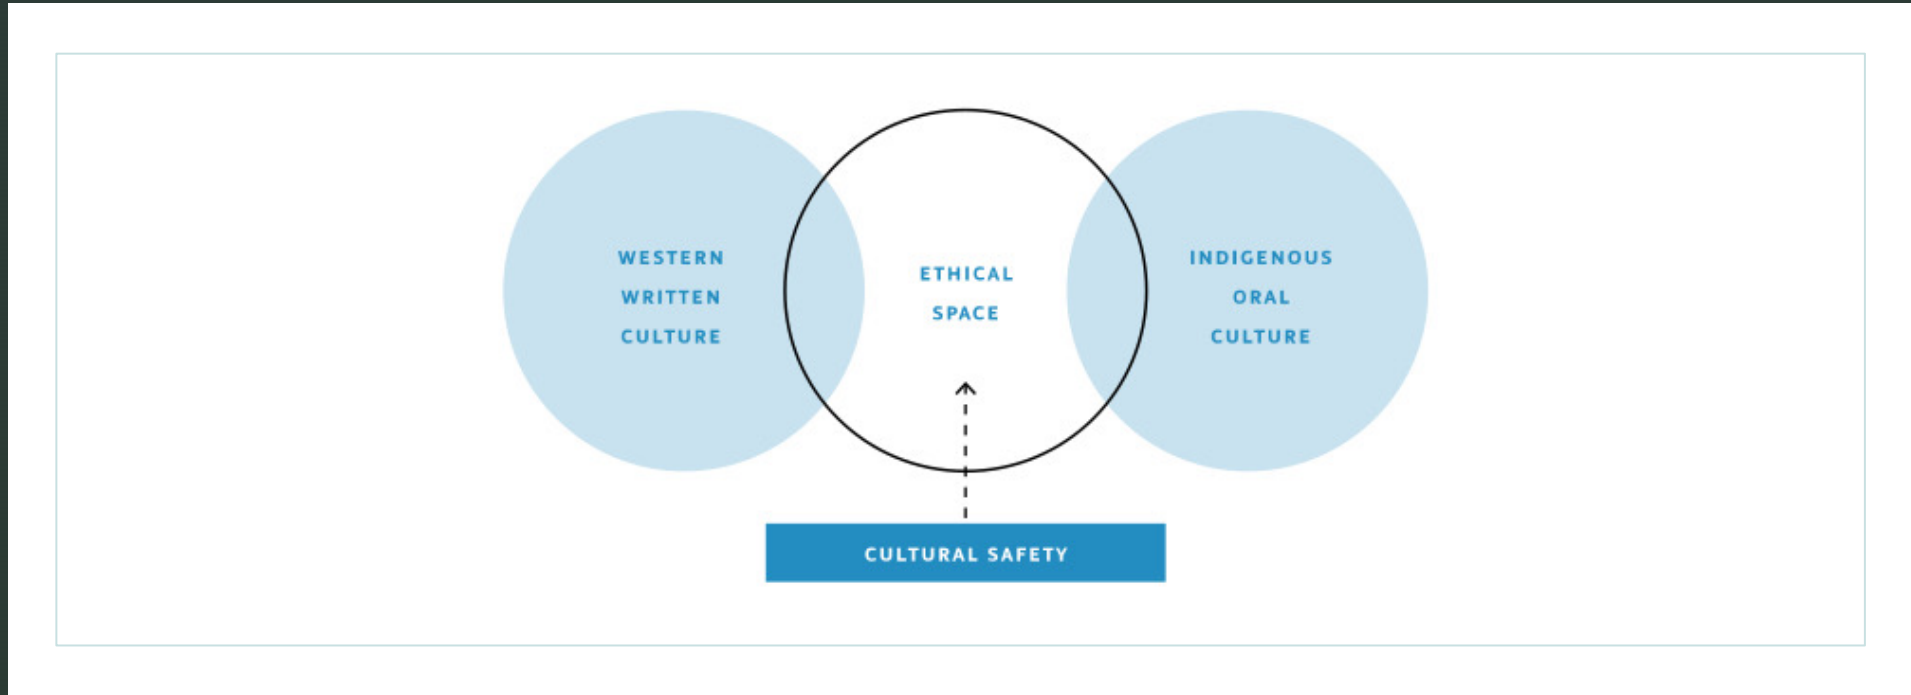 WESTERN
WRITTEN
CULTURE
ETHICAL
SPACE
INDIGENOUS
ORAL
CULTURE
CULTURAL SAFETY